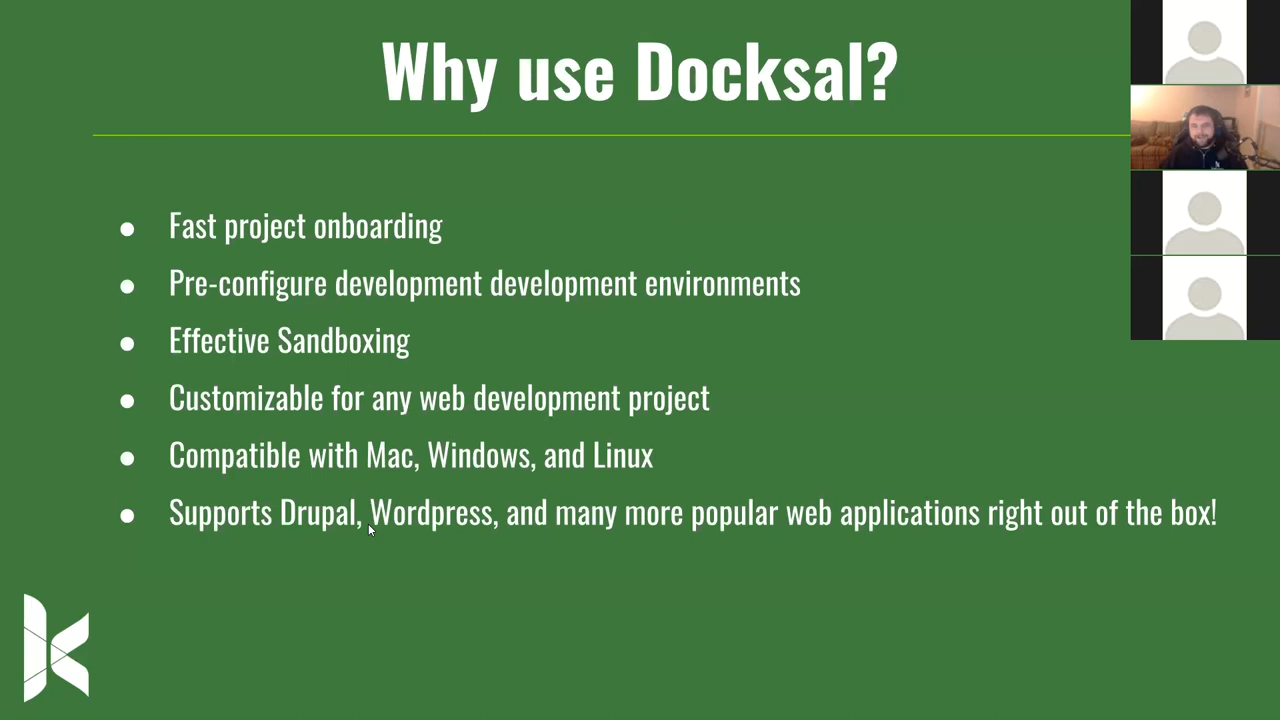 Why use Docksal?
● Fast project onboarding
● Pre-configure development development environments
● Effective Sandboxing
● Customizable for any web development project
● Compatible with Mac, Windows, and Linux
● Supports Drupal, Wordpress, and many more popular web applications right out of the box!